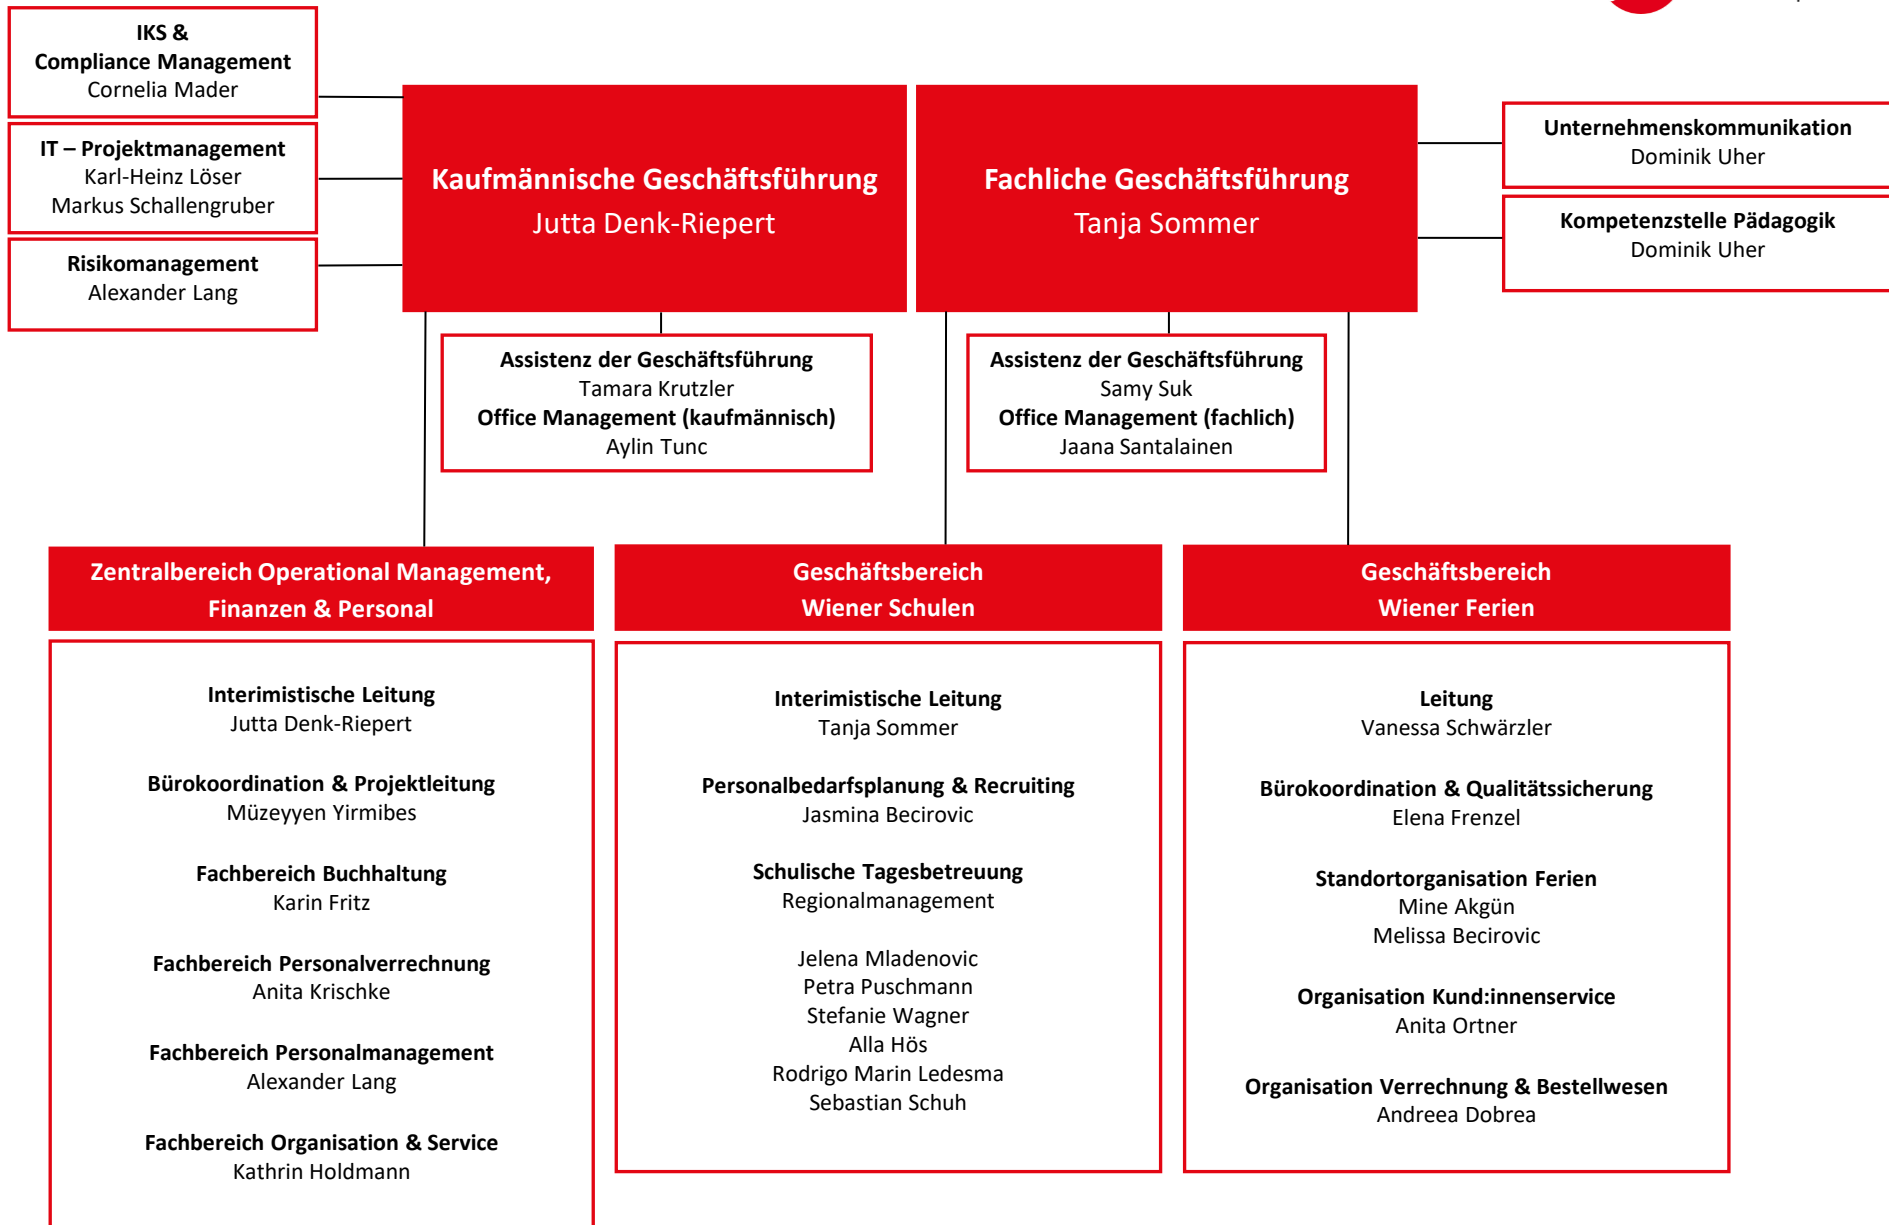 IKS &
Compliance Management
Cornelia Mader
IT – Projektmanagement
Karl-Heinz Löser
Markus Schallengruber
Risikomanagement
Alexander Lang
Kaufmännische Geschäftsführung
Jutta Denk-Riepert
Fachliche Geschäftsführung
Tanja Sommer
Unternehmenskommunikation
Dominik Uher
Kompetenzstelle Pädagogik
Dominik Uher
Assistenz der Geschäftsführung
Tamara Krutzler
Office Management (kaufmännisch)
Aylin Tunc
Assistenz der Geschäftsführung
Samy Suk
Office Management (fachlich)
Jaana Santalainen
Zentralbereich Operational Management,
Finanzen & Personal
Interimistische Leitung
Jutta Denk-Riepert
Bürokoordination & Projektleitung
Müzeyyen Yirmibes
Fachbereich Buchhaltung
Karin Fritz
Fachbereich Personalverrechnung
Anita Krischke
Fachbereich Personalmanagement
Alexander Lang
Fachbereich Organisation & Service
Kathrin Holdmann
Geschäftsbereich
Wiener Schulen
Interimistische Leitung
Tanja Sommer
Personalbedarfsplanung & Recruiting
Jasmina Becirovic
Schulische Tagesbetreuung
Regionalmanagement
Jelena Mladenovic
Petra Puschmann
Stefanie Wagner
Alla Hös
Rodrigo Marin Ledesma
Sebastian Schuh
Geschäftsbereich
Wiener Ferien
Leitung
Vanessa Schwärzler
Bürokoordination & Qualitätssicherung
Elena Frenzel
Standortorganisation Ferien
Mine Akgün
Melissa Becirovic
Organisation Kund:innenservice
Anita Ortner
Organisation Verrechnung & Bestellwesen
Andreea Dobrea